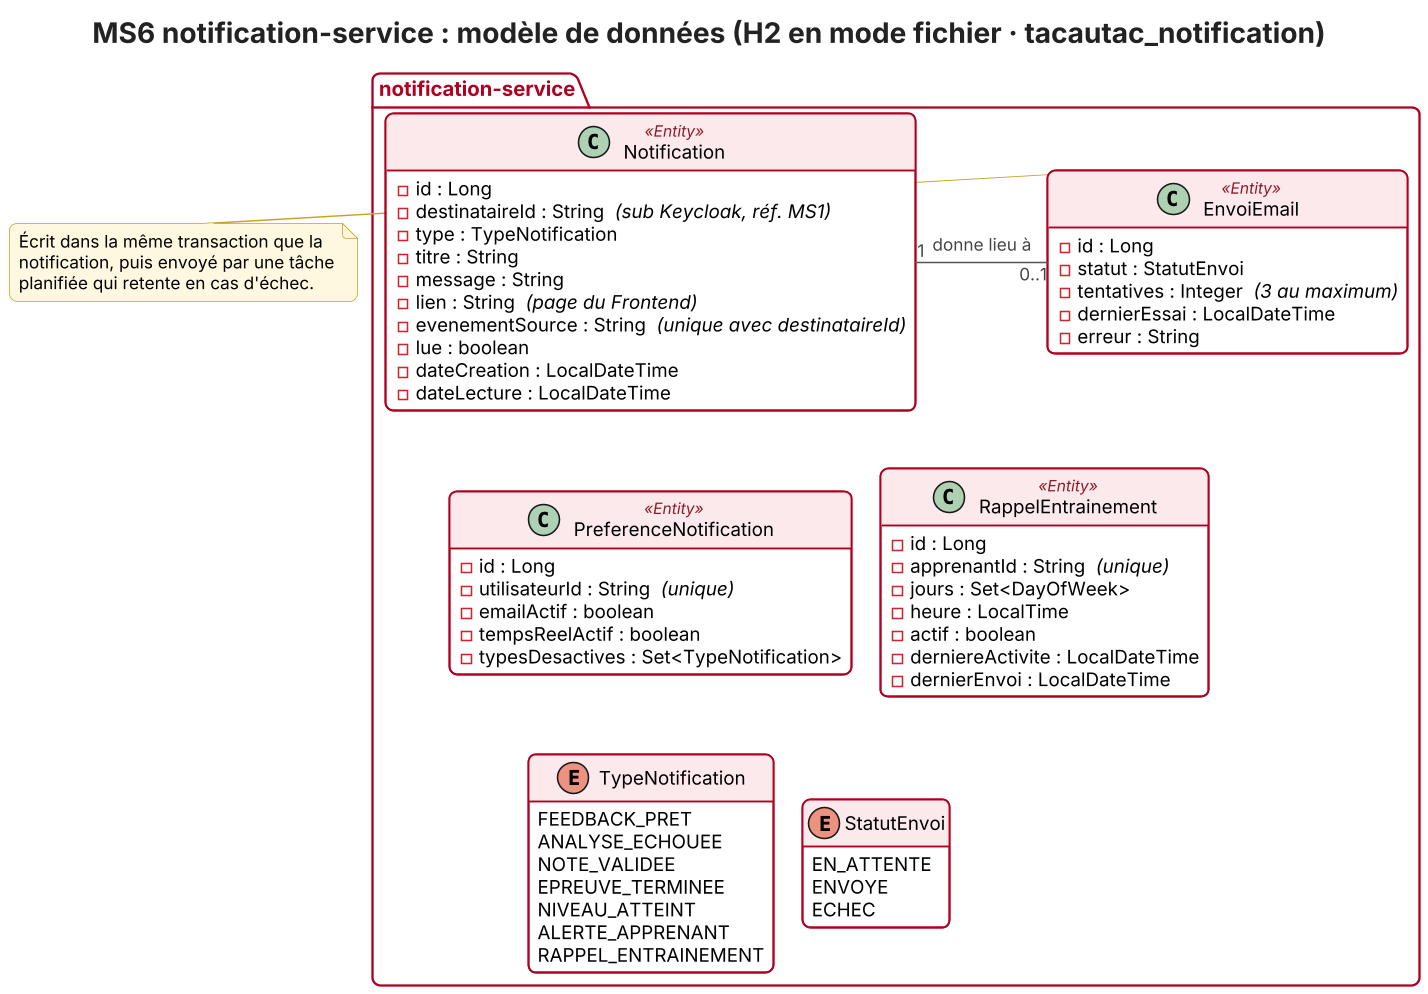 MS6 notification-service : modèle de données (H2 en mode fichier · tacautac_notification)
notification-service
C
«Entity»
Notification
id : Long
destinataireId : String (sub Keycloak, réf. MS1)
type : TypeNotification
titre : String
message : String
lien : String (page du Frontend)
evenementSource : String (unique avec destinataireId)
lue : boolean
dateCreation : LocalDateTime
dateLecture : LocalDateTime
Écrit dans la même transaction que la
notification, puis envoyé par une tâche
planifiée qui retente en cas d'échec.
1
donne lieu à
0..1
C
«Entity»
EnvoiEmail
id : Long
statut : StatutEnvoi
tentatives : Integer (3 au maximum)
dernierEssai : LocalDateTime
erreur : String
C
«Entity»
PreferenceNotification
id : Long
utilisateurId : String (unique)
emailActif : boolean
tempsReelActif : boolean
typesDesactives : Set<TypeNotification>
C
«Entity»
RappelEntrainement
id : Long
apprenantId : String (unique)
jours : Set<DayOfWeek>
heure : LocalTime
actif : boolean
derniereActivite : LocalDateTime
dernierEnvoi : LocalDateTime
E
TypeNotification
FEEDBACK_PRET
ANALYSE_ECHOUEE
NOTE_VALIDEE
EPREUVE_TERMINEE
NIVEAU_ATTEINT
ALERTE_APPRENANT
RAPPEL_ENTRAINEMENT
E
StatutEnvoi
EN_ATTENTE
ENVOYE
ECHEC